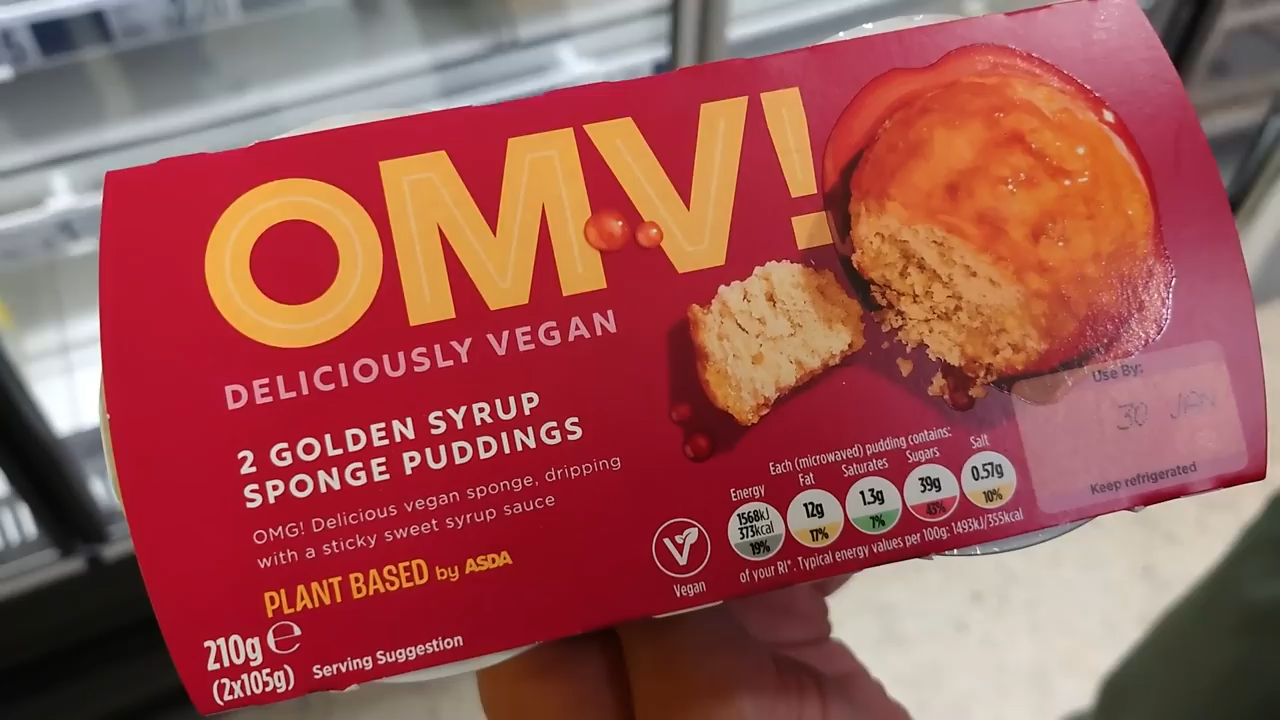 OMV!
DELICIOUSLY VEGAN
2 GOLDEN SYRUP
SPONGE PUDDINGS
OMG! Delicious vegan sponge, dripping
with a sticky sweet syrup sauce
PLANT BASED by ASDA
210g e
(2x105g)
Serving Suggestion
Vegan
Each (microwaved) pudding contains:
Energy Fat Saturates Sugars Salt
1568kJ 12g 1.3g 39g 0.57g
373kcal
19% 17% 7% 43% 10%
of your RI*. Typical energy values per 100g: 1493kJ/355kcal
Use By:
30 JAN
Keep refrigerated